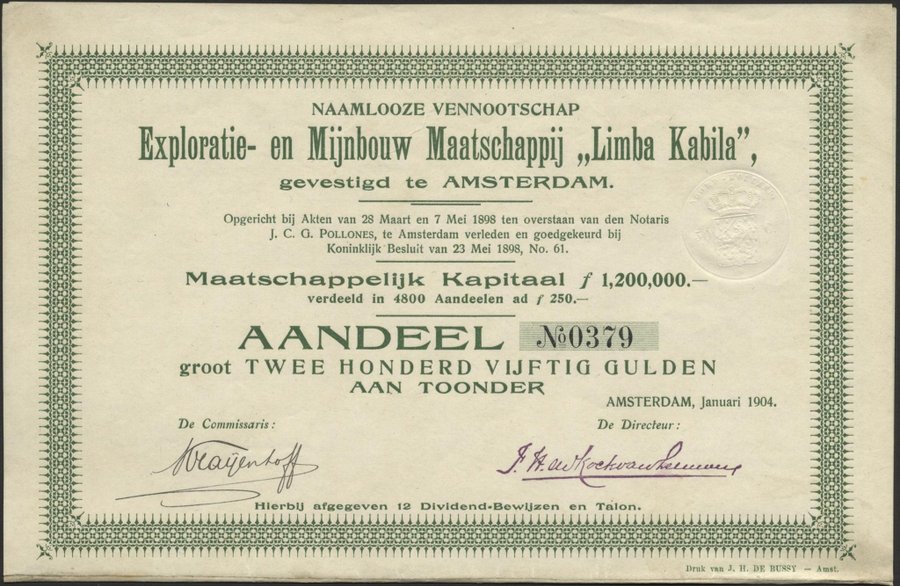 NAAMLOOZE VENNOOTSCHAP
Exploratie- en Mijnbouw Maatschappij „Limba Kabila”,
gevestigd te AMSTERDAM.
Opgericht bij Akten van 28 Maart en 7 Mei 1898 ten overstaan van den Notaris
J. C. G. POLLONES, te Amsterdam verleden en goedgekeurd bij
Koninklijk Besluit van 23 Mei 1898, No. 61.
Maatschappelijk Kapitaal ƒ 1,200,000.—
verdeeld in 4800 Aandeelen ad ƒ 250.—
AANDEEL No 0379
groot TWEE HONDERD VIJFTIG GULDEN
AAN TOONDER
AMSTERDAM, Januari 1904.
De Commissaris:
De Directeur:
Hierbij afgegeven 12 Dividend-Bewijzen en Talon.
Druk van J. H. DE BUSSY — Amst.